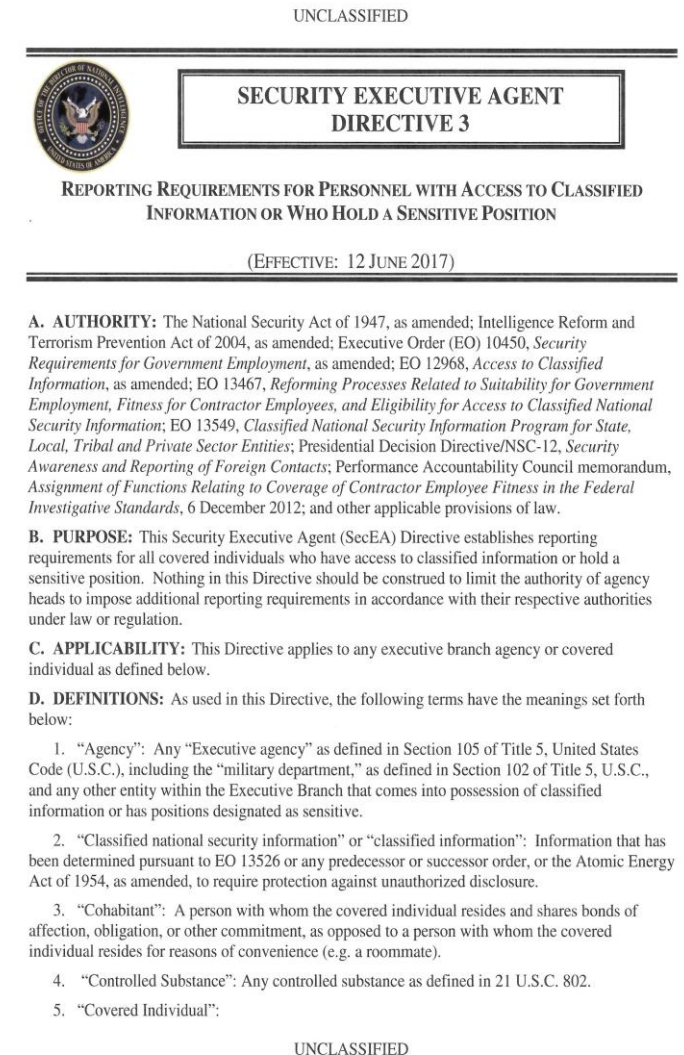 UNCLASSIFIED
OFFICE OF THE DIRECTOR OF NATIONAL INTELLIGENCE
UNITED STATES OF AMERICA
SECURITY EXECUTIVE AGENT
DIRECTIVE 3
REPORTING REQUIREMENTS FOR PERSONNEL WITH ACCESS TO CLASSIFIED
INFORMATION OR WHO HOLD A SENSITIVE POSITION
(EFFECTIVE: 12 JUNE 2017)
A. AUTHORITY: The National Security Act of 1947, as amended; Intelligence Reform and
Terrorism Prevention Act of 2004, as amended; Executive Order (EO) 10450, Security
Requirements for Government Employment, as amended; EO 12968, Access to Classified
Information, as amended; EO 13467, Reforming Processes Related to Suitability for Government
Employment, Fitness for Contractor Employees, and Eligibility for Access to Classified National
Security Information; EO 13549, Classified National Security Information Program for State,
Local, Tribal and Private Sector Entities; Presidential Decision Directive/NSC-12, Security
Awareness and Reporting of Foreign Contacts; Performance Accountability Council memorandum,
Assignment of Functions Relating to Coverage of Contractor Employee Fitness in the Federal
Investigative Standards, 6 December 2012; and other applicable provisions of law.
B. PURPOSE: This Security Executive Agent (SecEA) Directive establishes reporting
requirements for all covered individuals who have access to classified information or hold a
sensitive position. Nothing in this Directive should be construed to limit the authority of agency
heads to impose additional reporting requirements in accordance with their respective authorities
under law or regulation.
C. APPLICABILITY: This Directive applies to any executive branch agency or covered
individual as defined below.
D. DEFINITIONS: As used in this Directive, the following terms have the meanings set forth
below:
1. “Agency”: Any “Executive agency” as defined in Section 105 of Title 5, United States
Code (U.S.C.), including the “military department,” as defined in Section 102 of Title 5, U.S.C.,
and any other entity within the Executive Branch that comes into possession of classified
information or has positions designated as sensitive.
2. “Classified national security information” or “classified information”: Information that has
been determined pursuant to EO 13526 or any predecessor or successor order, or the Atomic Energy
Act of 1954, as amended, to require protection against unauthorized disclosure.
3. “Cohabitant”: A person with whom the covered individual resides and shares bonds of
affection, obligation, or other commitment, as opposed to a person with whom the covered
individual resides for reasons of convenience (e.g. a roommate).
4. “Controlled Substance”: Any controlled substance as defined in 21 U.S.C. 802.
5. “Covered Individual”:
UNCLASSIFIED